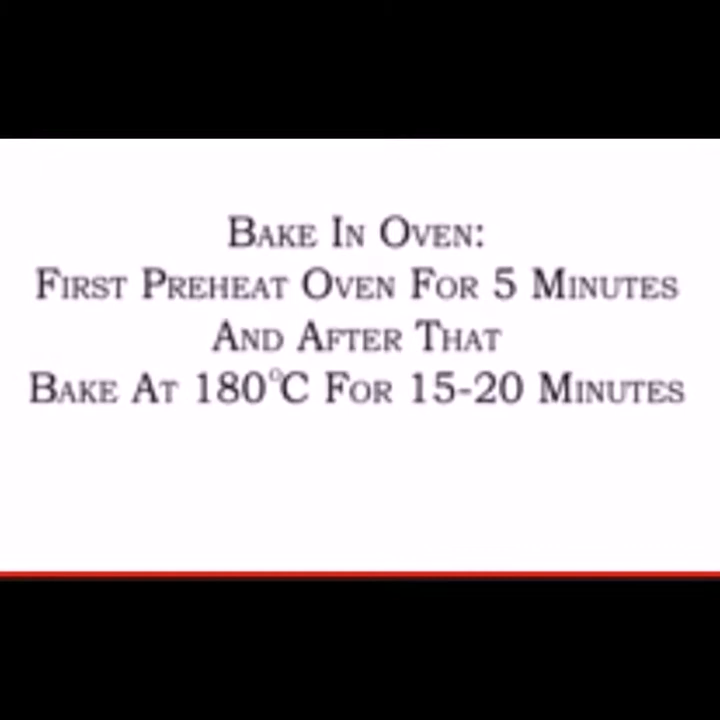 Bake In Oven:
First Preheat Oven For 5 Minutes
And After That
Bake At 180°C For 15-20 Minutes